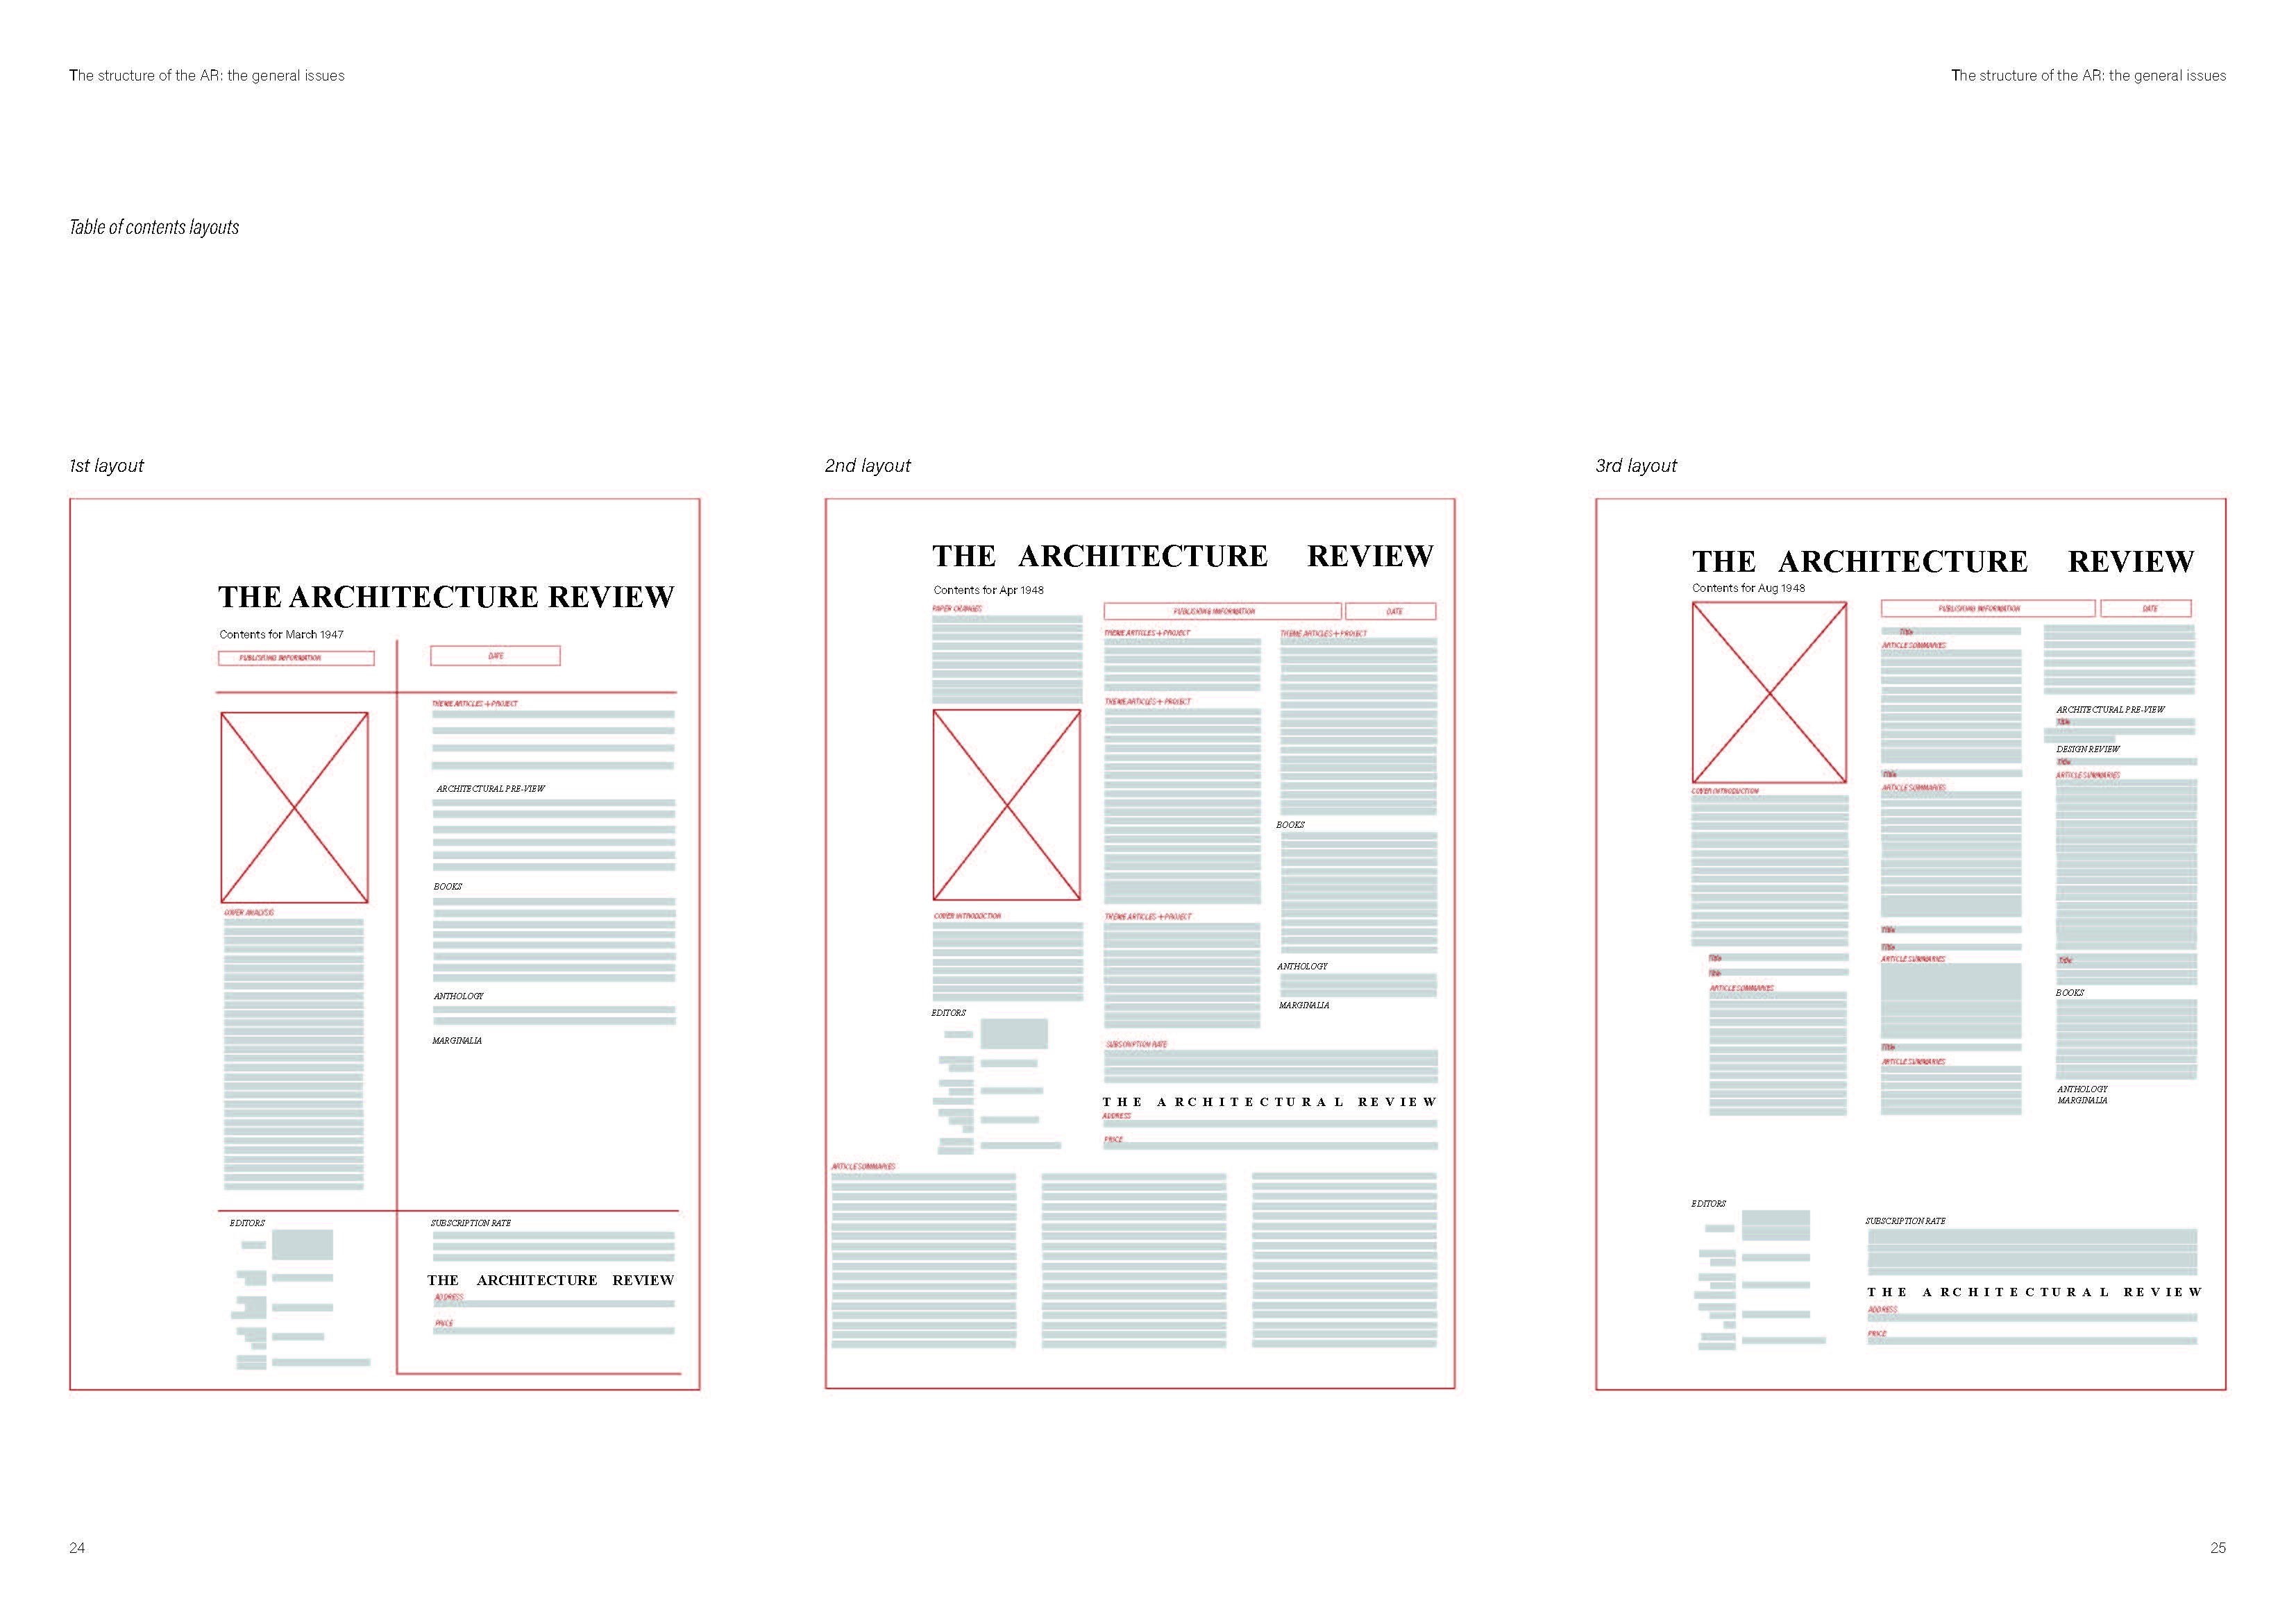 The structure of the AR: the general issues
The structure of the AR: the general issues
Table of contents layouts
1st layout
THE ARCHITECTURE REVIEW
Contents for March 1947
PUBLISHING INFORMATION
DATE
THEME ARTICLES + PROJECT
ARCHITECTURAL PRE-VIEW
BOOKS
COVER ANALYSIS
ANTHOLOGY
MARGINALIA
EDITORS
SUBSCRIPTION RATE
THE ARCHITECTURE REVIEW
ADDRESS
PRICE
2nd layout
THE ARCHITECTURE REVIEW
Contents for Apr 1948
PAPER CHANGES
PUBLISHING INFORMATION
DATE
THEME ARTICLES + PROJECT
THEME ARTICLES + PROJECT
THEME ARTICLES + PROJECT
BOOKS
COVER INTRODUCTION
THEME ARTICLES + PROJECT
ANTHOLOGY
MARGINALIA
EDITORS
SUBSCRIPTION RATE
THE ARCHITECTURAL REVIEW
ADDRESS
PRICE
ARTICLE SUMMARIES
3rd layout
THE ARCHITECTURE REVIEW
Contents for Aug 1948
PUBLISHING INFORMATION
DATE
COVER INTRODUCTION
Title
Title
ARTICLE SUMMARIES
Title
ARTICLE SUMMARIES
Title
ARTICLE SUMMARIES
Title
Title
ARTICLE SUMMARIES
Title
ARTICLE SUMMARIES
ARCHITECTURAL PRE-VIEW
Title
DESIGN REVIEW
Title
ARTICLE SUMMARIES
Title
BOOKS
ANTHOLOGY
MARGINALIA
EDITORS
SUBSCRIPTION RATE
THE ARCHITECTURAL REVIEW
ADDRESS
PRICE
24
25